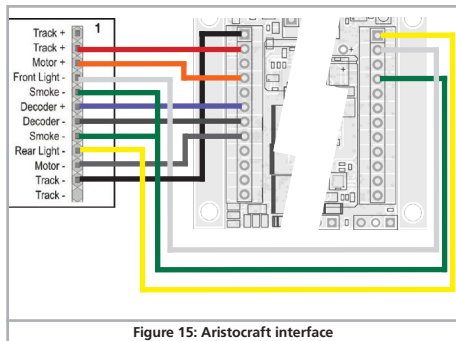 1
Track +
Track +
Motor +
Front Light -
Smoke -
Decoder +
Decoder -
Smoke -
Rear Light -
Motor -
Track -
Track -
Figure 15: Aristocraft interface